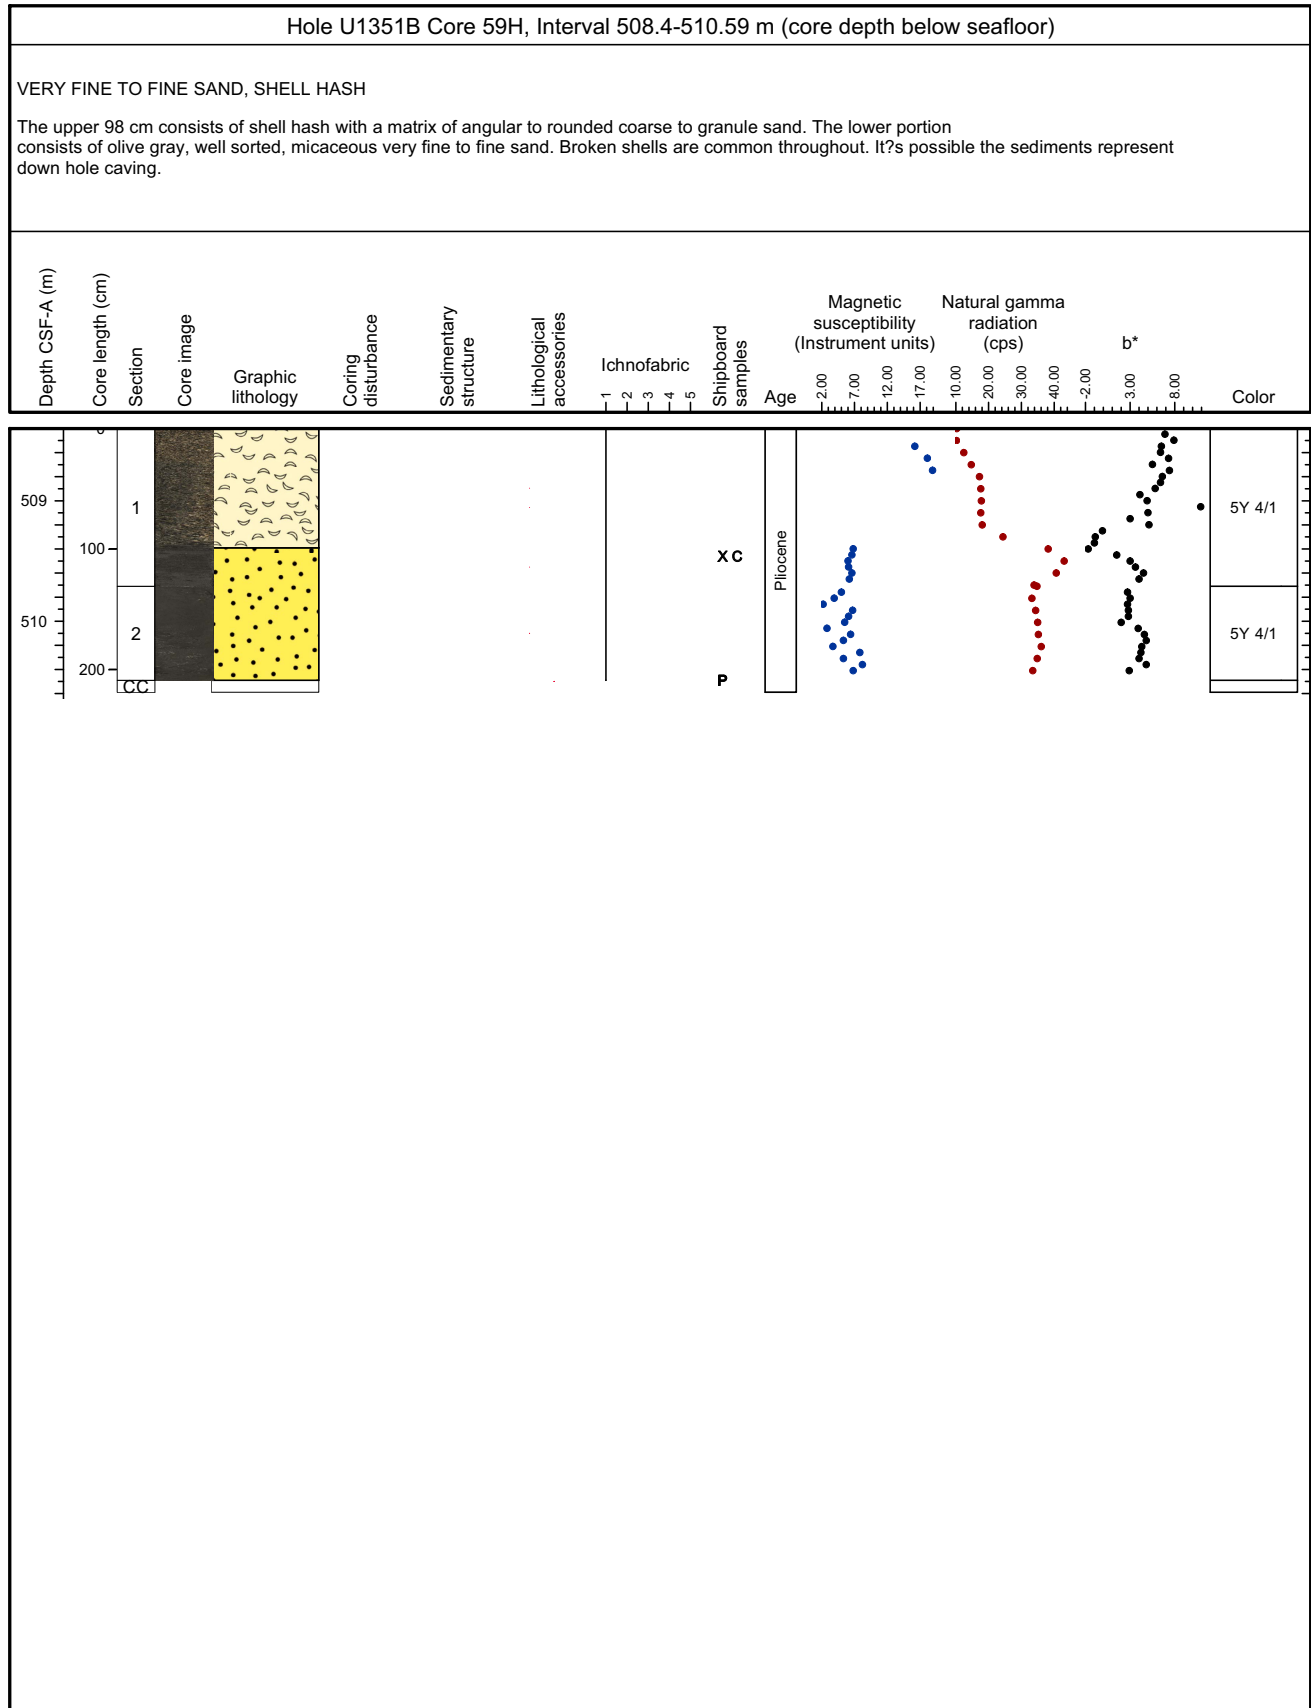 Hole U1351B Core 59H, Interval 508.4-510.59 m (core depth below seafloor)
VERY FINE TO FINE SAND, SHELL HASH
The upper 98 cm consists of shell hash with a matrix of angular to rounded coarse to granule sand. The lower portion
consists of olive gray, well sorted, micaceous very fine to fine sand. Broken shells are common throughout. It?s possible the sediments represent
down hole caving.
Depth CSF-A (m)
Core length (cm)
Section
Core image
Graphic
lithology
Coring
disturbance
Sedimentary
structure
Lithological
accessories
Ichnofabric
1 2 3 4 5
Shipboard
samples
Age
Magnetic
susceptibility
(Instrument units)
2.00 7.00 12.00 17.00
Natural gamma
radiation
(cps)
10.00 20.00 30.00 40.00
b*
-2.00 3.00 8.00
Color
0
509
1
5Y 4/1
100
X C
Pliocene
510
2
5Y 4/1
200
CC
P